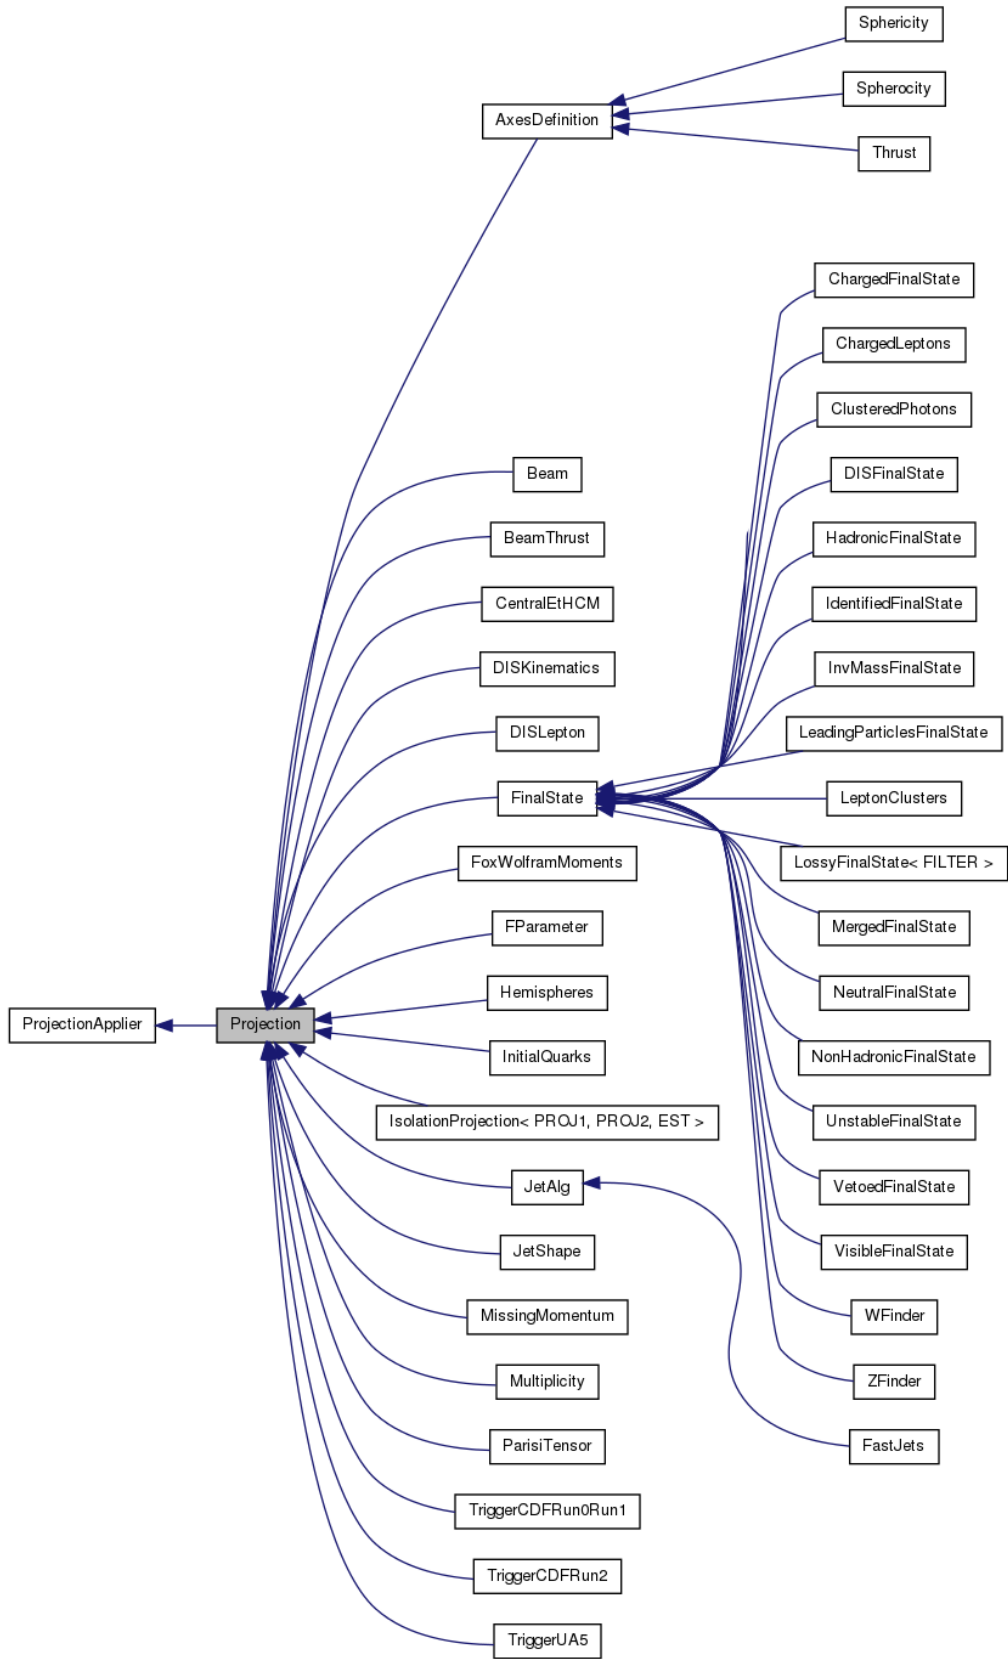 Sphericity
Spherocity
AxesDefinition
Thrust
ChargedFinalState
ChargedLeptons
ClusteredPhotons
Beam
DISFinalState
BeamThrust
HadronicFinalState
CentralEtHCM
IdentifiedFinalState
DISKinematics
InvMassFinalState
DISLepton
LeadingParticlesFinalState
FinalState
LeptonClusters
FoxWolframMoments
LossyFinalState< FILTER >
FParameter
MergedFinalState
Hemispheres
NeutralFinalState
ProjectionApplier
Projection
InitialQuarks
NonHadronicFinalState
IsolationProjection< PROJ1, PROJ2, EST >
UnstableFinalState
JetAlg
VetoedFinalState
JetShape
VisibleFinalState
MissingMomentum
WFinder
Multiplicity
ZFinder
ParisiTensor
FastJets
TriggerCDFRun0Run1
TriggerCDFRun2
TriggerUA5